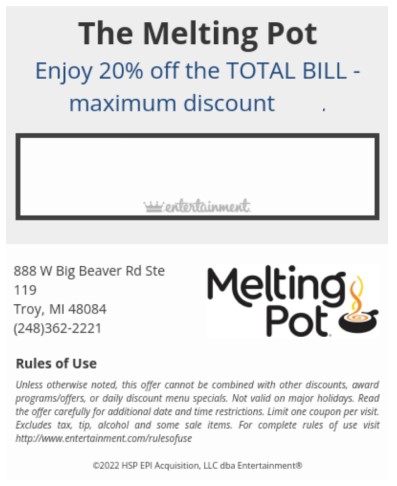 The Melting Pot
Enjoy 20% off the TOTAL BILL -
maximum discount .
entertainment
888 W Big Beaver Rd Ste
119
Troy, MI 48084
(248)362-2221
Melting
Pot
Rules of Use
Unless otherwise noted, this offer cannot be combined with other discounts, award
programs/offers, or daily discount menu specials. Not valid on major holidays. Read
the offer carefully for additional date and time restrictions. Limit one coupon per visit.
Excludes tax, tip, alcohol and some sale items. For complete rules of use visit
http://www.entertainment.com/rulesofuse
©2022 HSP EPI Acquisition, LLC dba Entertainment®